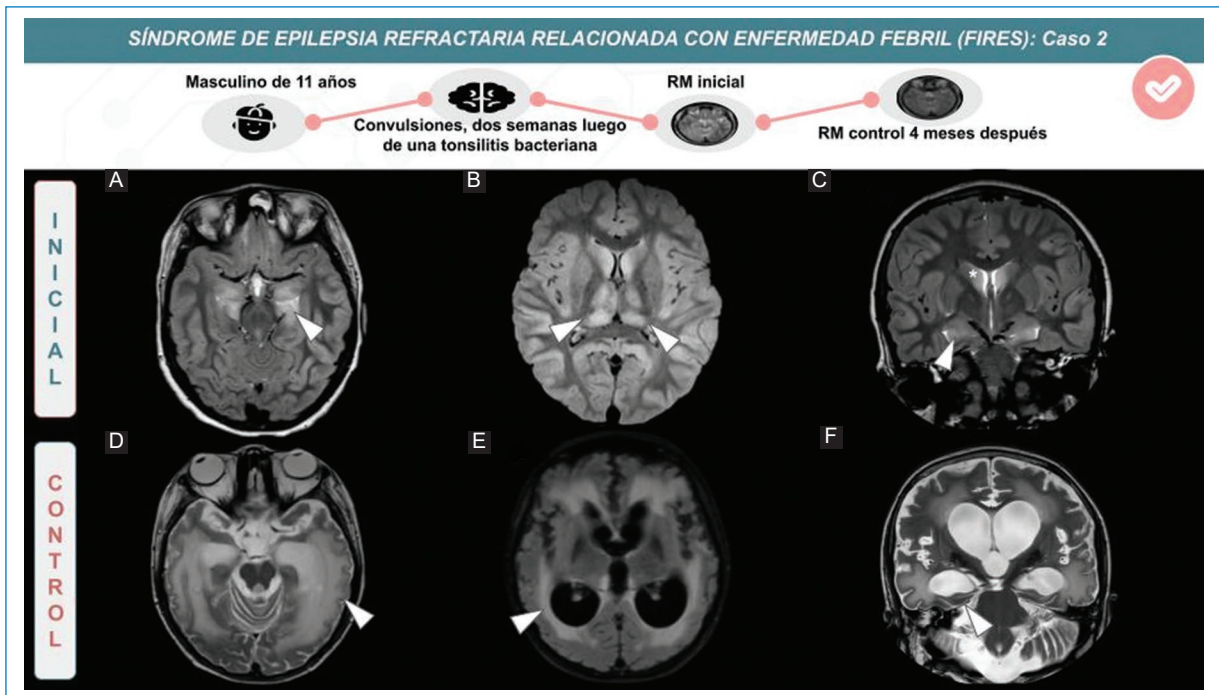 SÍNDROME DE EPILEPSIA REFRACTARIA RELACIONADA CON ENFERMEDAD FEBRIL (FIRES): Caso 2
Masculino de 11 años
Convulsiones, dos semanas luego
de una tonsilitis bacteriana
RM inicial
RM control 4 meses después
INICIAL
A
B
C
*
CONTROL
D
E
F